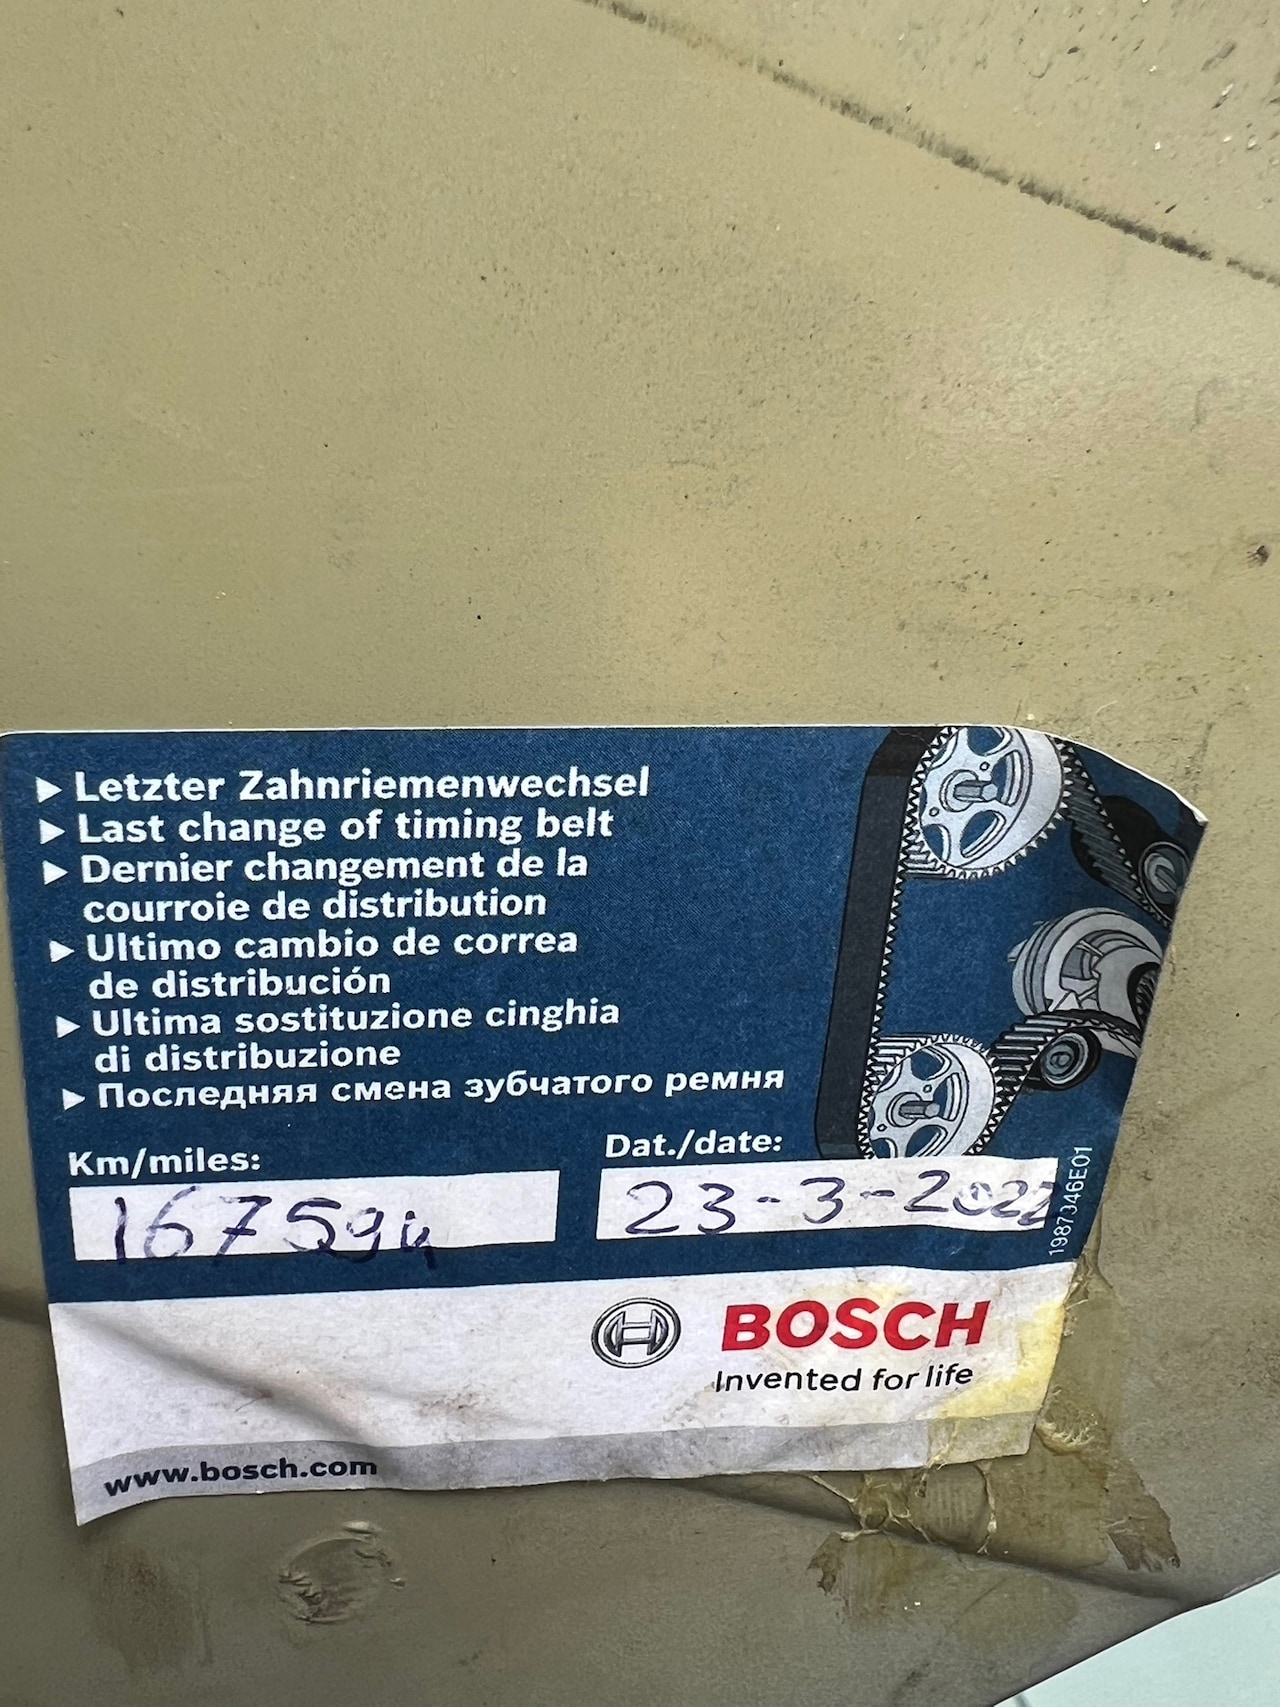 ► Letzter Zahnriemenwechsel
► Last change of timing belt
► Dernier changement de la
courroie de distribution
► Ultimo cambio de correa
de distribución
► Ultima sostituzione cinghia
di distribuzione
► Последняя смена зубчатого ремня
Km/miles:
167594
Dat./date:
23-3-2022
1987346E01
BOSCH
Invented for life
www.bosch.com